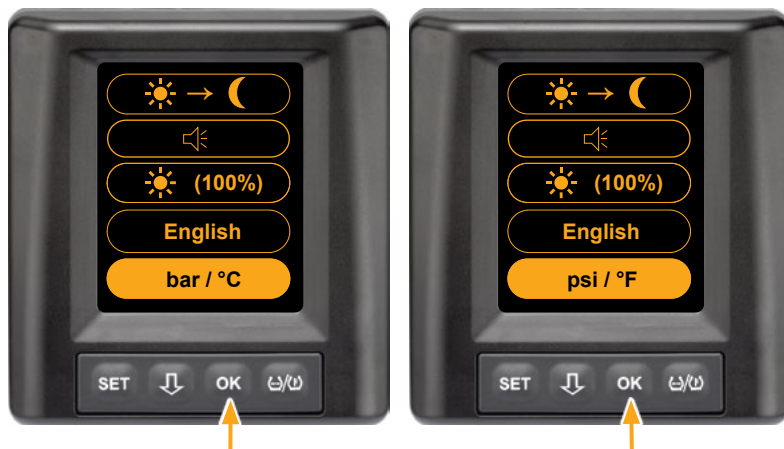 (100%)
English
bar / °C
SET OK
(100%)
English
psi / °F
SET OK